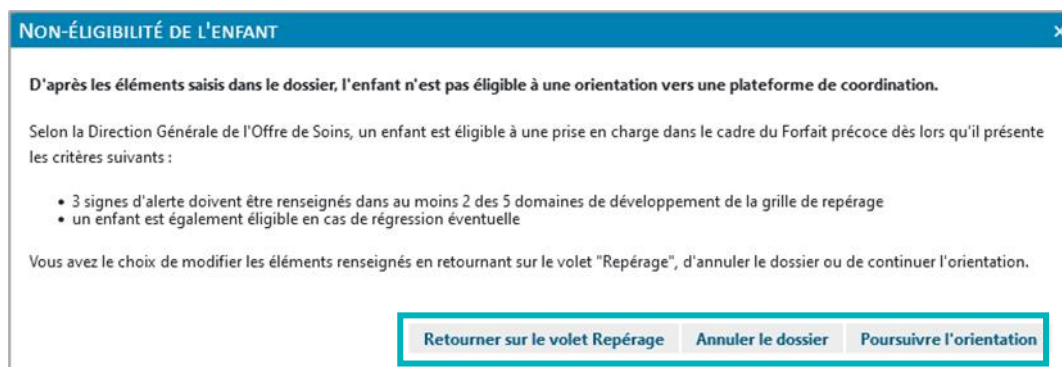 NON-ÉLIGIBILITÉ DE L'ENFANT
D'après les éléments saisis dans le dossier, l'enfant n'est pas éligible à une orientation vers une plateforme de coordination.
Selon la Direction Générale de l'Offre de Soins, un enfant est éligible à une prise en charge dans le cadre du Forfait précoce dès lors qu'il présente
les critères suivants :
• 3 signes d'alerte doivent être renseignés dans au moins 2 des 5 domaines de développement de la grille de repérage
• un enfant est également éligible en cas de régression éventuelle
Vous avez le choix de modifier les éléments renseignés en retournant sur le volet "Repérage", d'annuler le dossier ou de continuer l'orientation.
Retourner sur le volet Repérage Annuler le dossier Poursuivre l'orientation